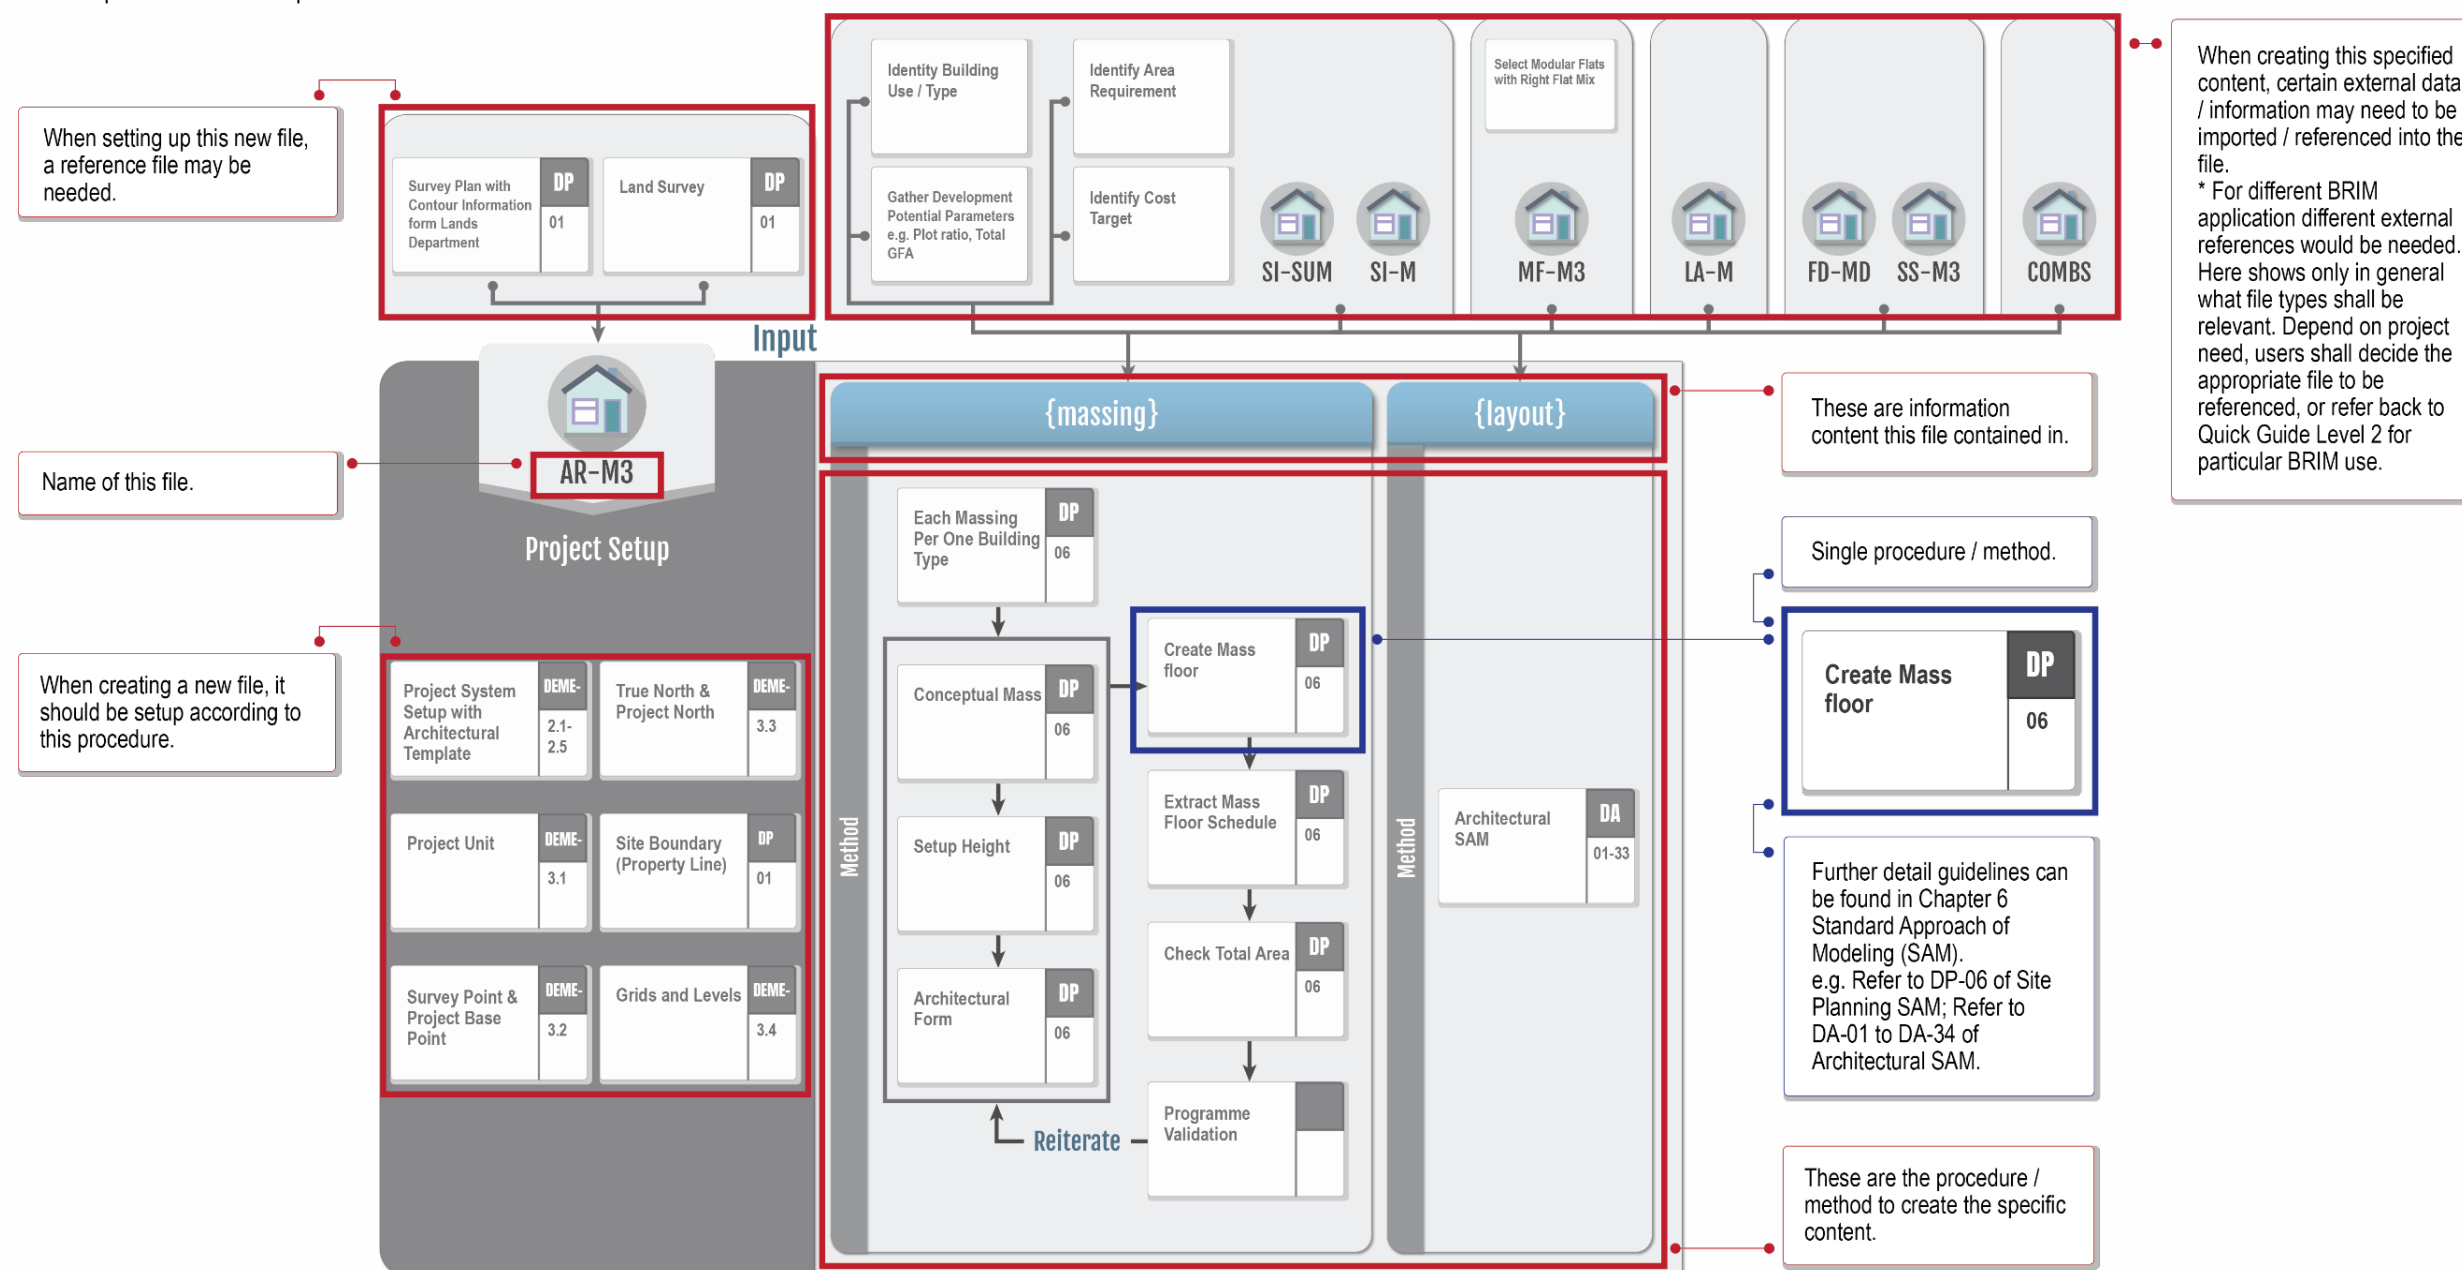 When setting up this new file,
a reference file may be
needed.
Survey Plan with
Contour Information
form Lands
Department
DP
01
Land Survey
DP
01
Identity Building
Use / Type
Identify Area
Requirement
Gather Development
Potential Parameters
e.g. Plot ratio, Total
GFA
Identify Cost
Target
SI-SUM
SI-M
Select Modular Flats
with Right Flat Mix
MF-M3
LA-M
FD-MD
SS-M3
COMBS
When creating this specified
content, certain external data
/ information may need to be
imported / referenced into the
file.
* For different BRIM
application different external
references would be needed.
Here shows only in general
what file types shall be
relevant. Depend on project
need, users shall decide the
appropriate file to be
referenced, or refer back to
Quick Guide Level 2 for
particular BRIM use.
Input
Name of this file.
AR-M3
Project Setup
When creating a new file, it
should be setup according to
this procedure.
Project System
Setup with
Architectural
Template
DEME-
2.1-
2.5
True North &
Project North
DEME-
3.3
Project Unit
DEME-
3.1
Site Boundary
(Property Line)
DP
01
Survey Point &
Project Base
Point
DEME-
3.2
Grids and Levels
DEME-
3.4
{massing}
{layout}
These are information
content this file contained in.
Method
Each Massing
Per One Building
Type
DP
06
Conceptual Mass
DP
06
Setup Height
DP
06
Architectural
Form
DP
06
Create Mass
floor
DP
06
Extract Mass
Floor Schedule
DP
06
Check Total Area
DP
06
Programme
Validation
Reiterate
Method
Architectural
SAM
DA
01-33
Single procedure / method.
Create Mass
floor
DP
06
Further detail guidelines can
be found in Chapter 6
Standard Approach of
Modeling (SAM).
e.g. Refer to DP-06 of Site
Planning SAM; Refer to
DA-01 to DA-34 of
Architectural SAM.
These are the procedure /
method to create the specific
content.